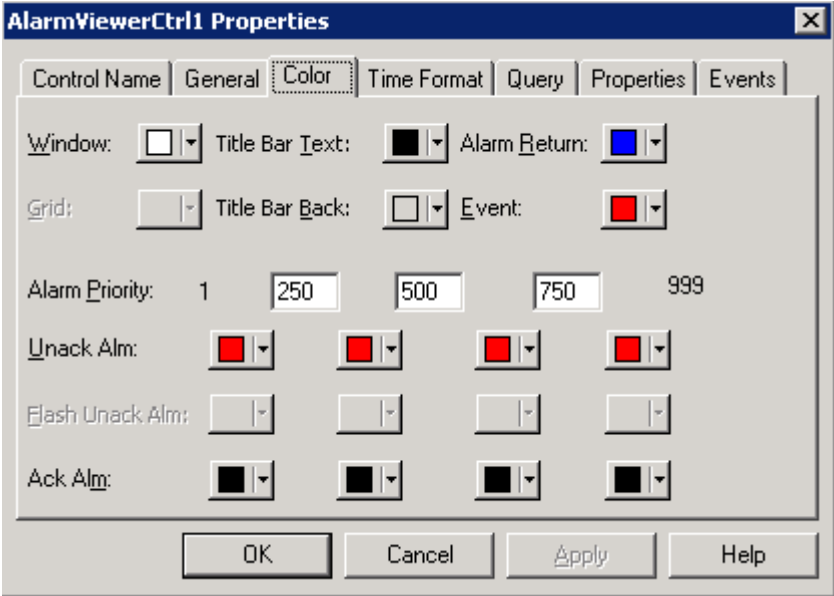 AlarmViewerCtrl1 Properties
Control Name General Color Time Format Query Properties Events
Window: Title Bar Text: Alarm Return:
Grid: Title Bar Back: Event:
Alarm Priority: 1 250 500 750 999
Unack Alm:
Flash Unack Alm:
Ack Alm:
OK Cancel Apply Help